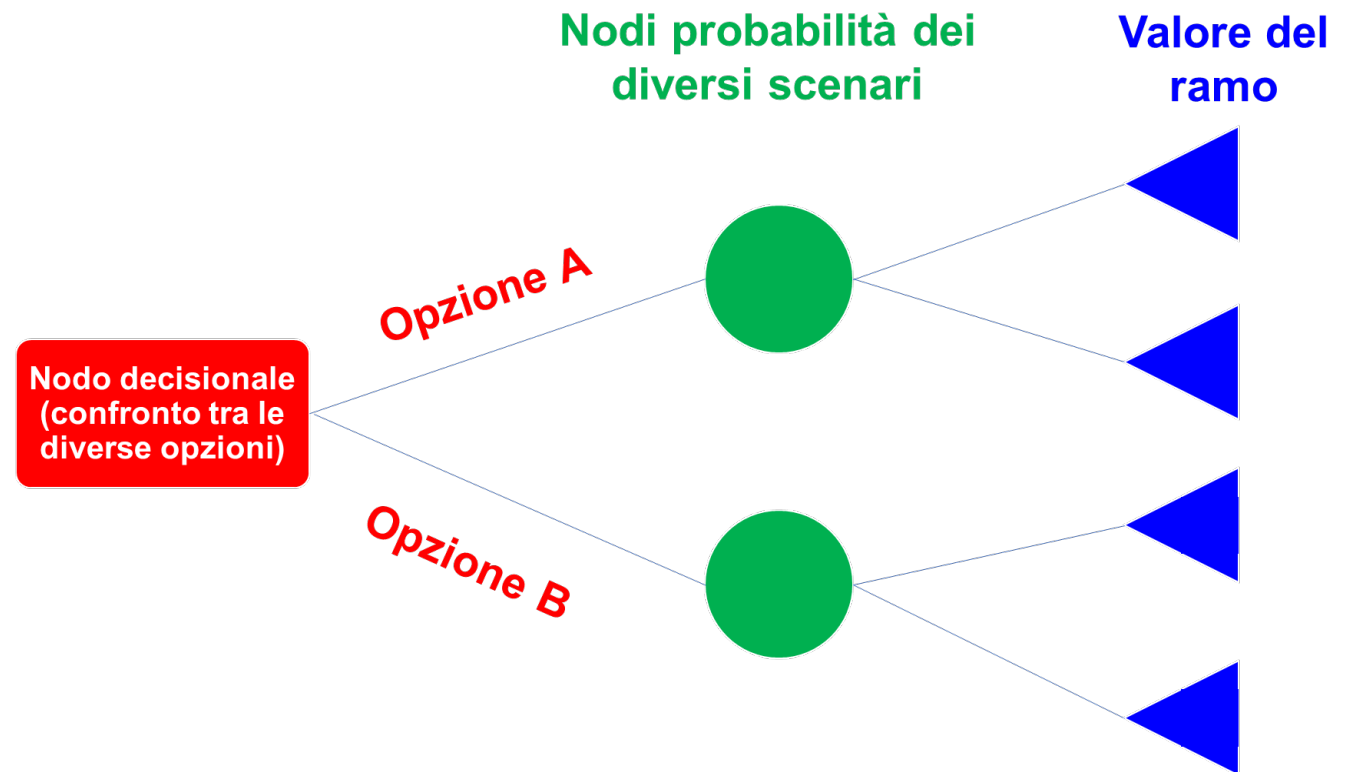 Nodi probabilità dei
diversi scenari
Valore del
ramo
Opzione A
Nodo decisionale
(confronto tra le
diverse opzioni)
Opzione B